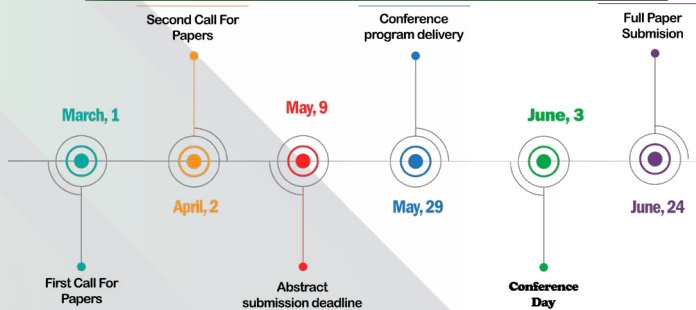 Second Call For
Papers
Conference
program delivery
Full Paper
Submision
March, 1
May, 9
June, 3
April, 2
May, 29
June, 24
First Call For
Papers
Abstract
submission deadline
Conference
Day